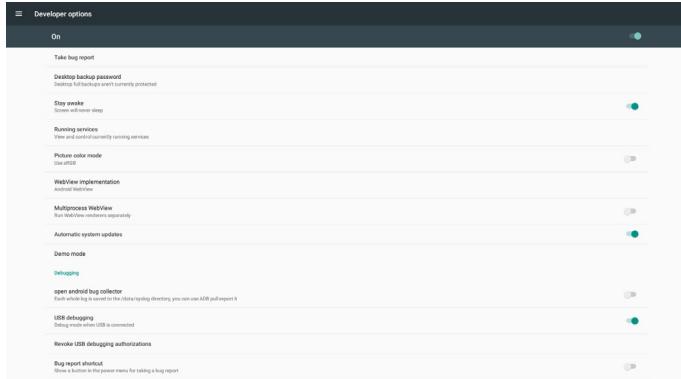 Developer options
On
Take bug report
Desktop backup password
Desktop full backups aren't currently protected
Stay awake
Screen will never sleep
Running services
View and control currently running services
Picture color mode
Use sRGB
WebView implementation
Android WebView
Multiprocess WebView
Run WebView renderers separately
Automatic system updates
Demo mode
Debugging
open android bug collector
Each whole log is saved to the /data/syslog directory, you can use ADB pull export it
USB debugging
Debug mode when USB is connected
Revoke USB debugging authorizations
Bug report shortcut
Show a button in the power menu for taking a bug report